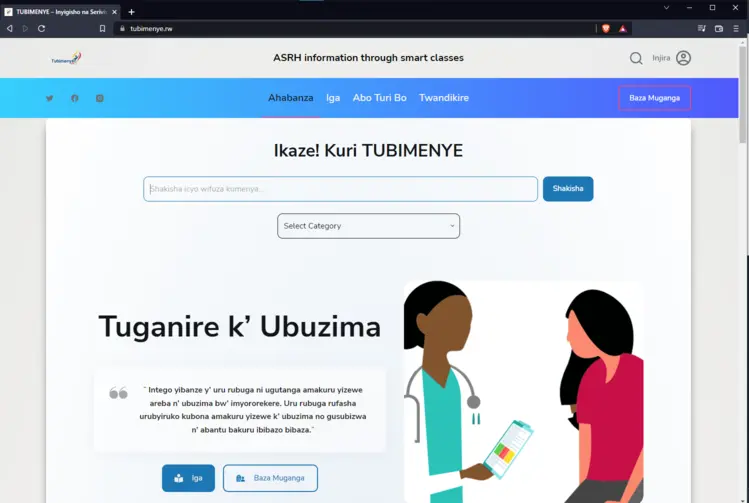 TUBIMENYE – Inyigisho na Serivis
tubimenye.rw
Tubimenye
ASRH information through smart classes
Injira
Ahabanza Iga Abo Turi Bo Twandikire
Baza Muganga
Ikaze! Kuri TUBIMENYE
Shakisha icyo wifuza kumenya...
Shakisha
Select Category
Tuganire k’ Ubuzima
` Intego yibanze y’ uru rubuga ni ugutanga amakuru yizewe
areba n’ ubuzima bw’ imyororekere. Uru rubuga rufasha
urubyiruko kubona amakuru yizewe k’ ubuzima no gusubizwa
n’ abantu bakuru ibibazo bibaza.`
Iga
Baza Muganga